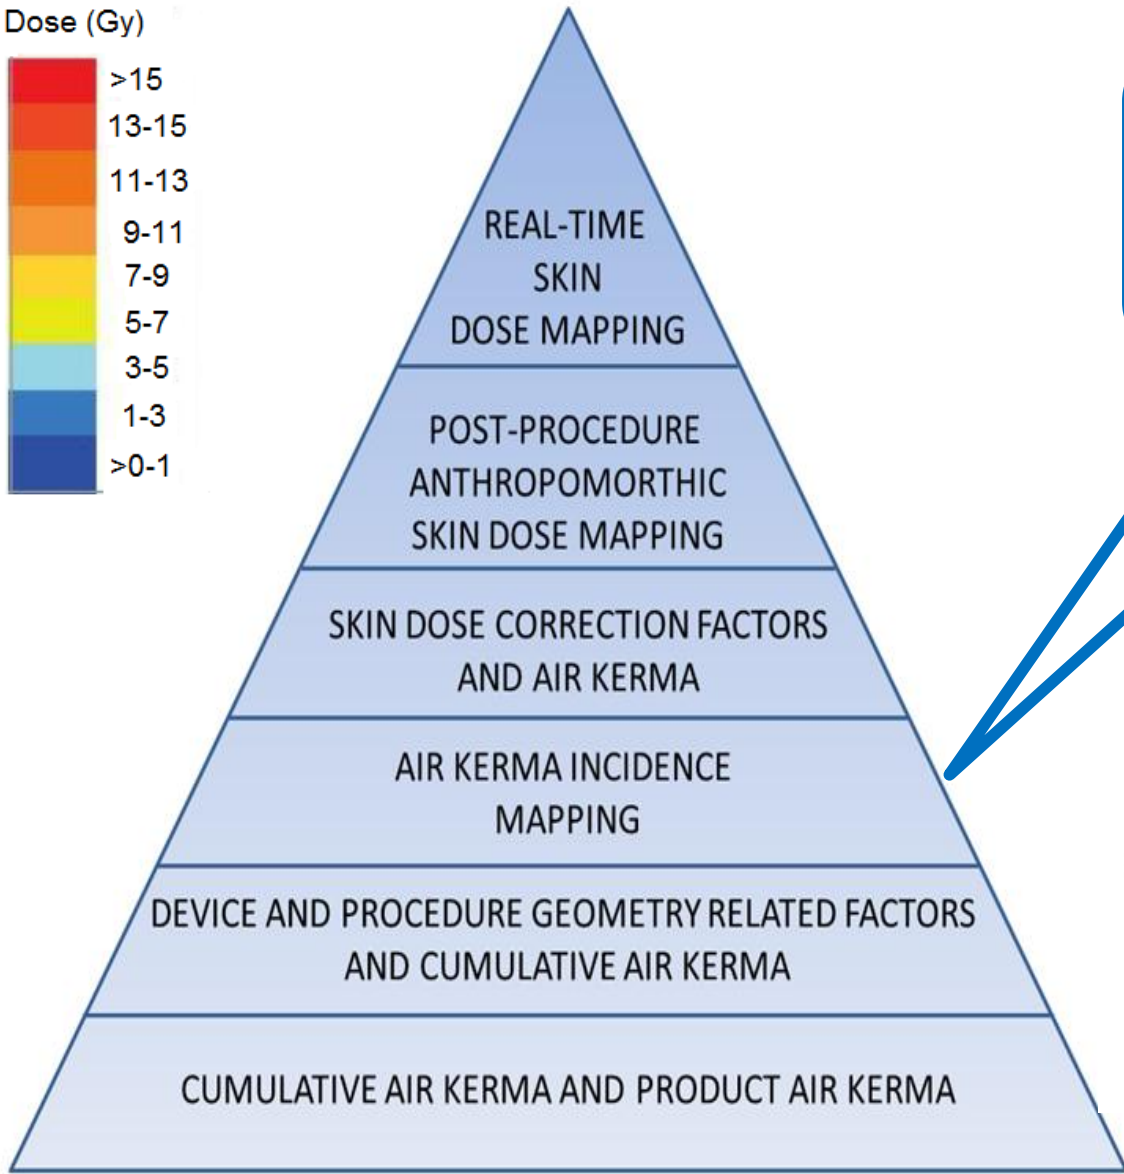 Dose (Gy)
>15
13-15
11-13
9-11
7-9
5-7
3-5
1-3
>0-1
REAL-TIME
SKIN
DOSE MAPPING
POST-PROCEDURE
ANTHROPOMORTHIC
SKIN DOSE MAPPING
SKIN DOSE CORRECTION FACTORS
AND AIR KERMA
AIR KERMA INCIDENCE
MAPPING
DEVICE AND PROCEDURE GEOMETRY RELATED FACTORS
AND CUMULATIVE AIR KERMA
CUMULATIVE AIR KERMA AND PRODUCT AIR KERMA